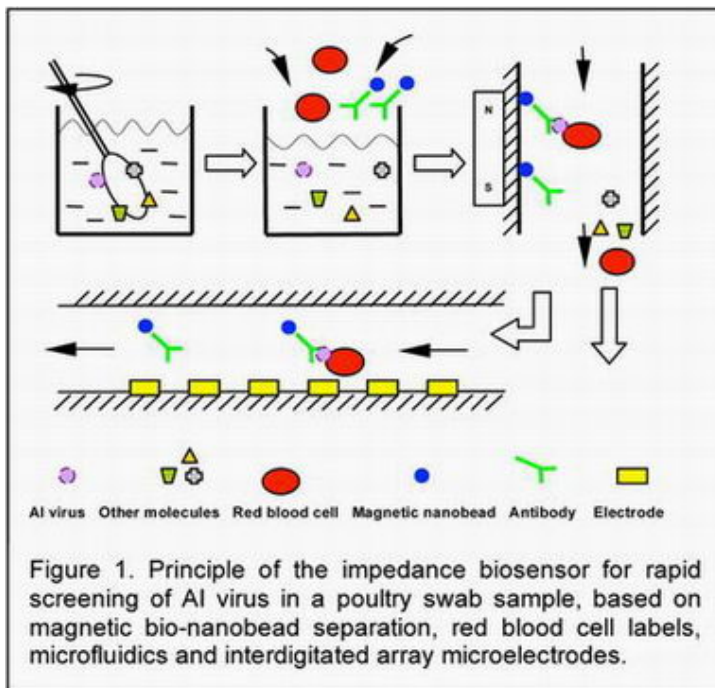 N
S
AI virus Other molecules Red blood cell Magnetic nanobead Antibody Electrode
Figure 1. Principle of the impedance biosensor for rapid
screening of AI virus in a poultry swab sample, based on
magnetic bio-nanobead separation, red blood cell labels,
microfluidics and interdigitated array microelectrodes.